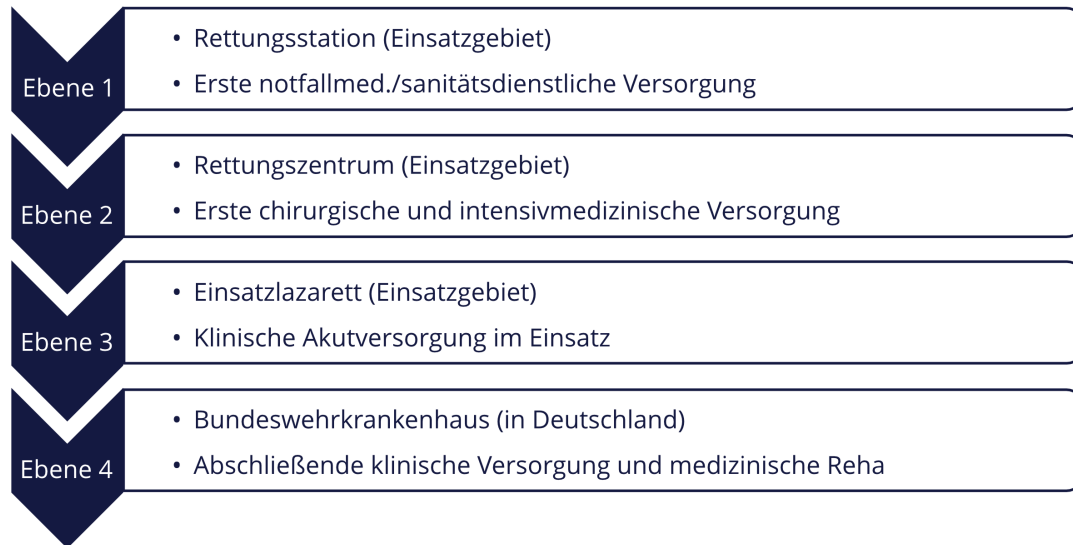 Ebene 1
• Rettungsstation (Einsatzgebiet)
• Erste notfallmed./sanitätsdienstliche Versorgung
Ebene 2
• Rettungszentrum (Einsatzgebiet)
• Erste chirurgische und intensivmedizinische Versorgung
Ebene 3
• Einsatzlazarett (Einsatzgebiet)
• Klinische Akutversorgung im Einsatz
Ebene 4
• Bundeswehrkrankenhaus (in Deutschland)
• Abschließende klinische Versorgung und medizinische Reha